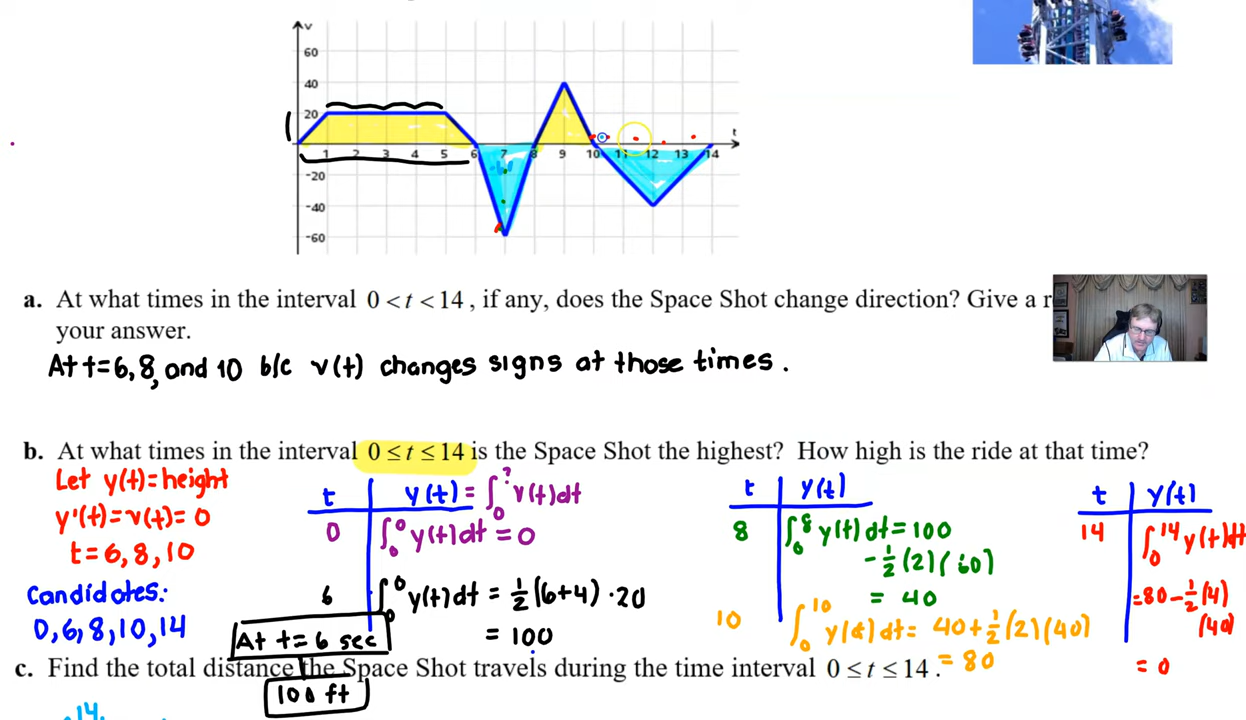 v
60
40
20
t
1 2 3 4 5 6 7 8 9 10 11 12 13 14
-20
-40
-60
a. At what times in the interval 0 < t < 14, if any, does the Space Shot change direction? Give a r
your answer.
At t=6, 8, and 10 b/c v(t) changes signs at those times.
b. At what times in the interval 0 ≤ t ≤ 14 is the Space Shot the highest? How high is the ride at that time?
Let y(t)=height
y'(t)=v(t)=0
t=6,8,10
Candidates:
0,6,8,10,14
t y(t)=∫₀^? v(t)dt
0 ∫₀⁰ y(t)dt = 0
6 ∫₀⁰ y(t)dt = ½(6+4)·20
= 100
At t=6 sec
100 ft
t y(t)
8 ∫₀⁸ y(t)dt=100
-½(2)(60)
= 40
10 ∫₀¹⁰ y(t)dt= 40+½(2)(40)
= 80
t y(t)
14 ∫₀¹⁴ y(t)dt
=80-½(4)
(40)
= 0
c. Find the total distance the Space Shot travels during the time interval 0 ≤ t ≤ 14.
14